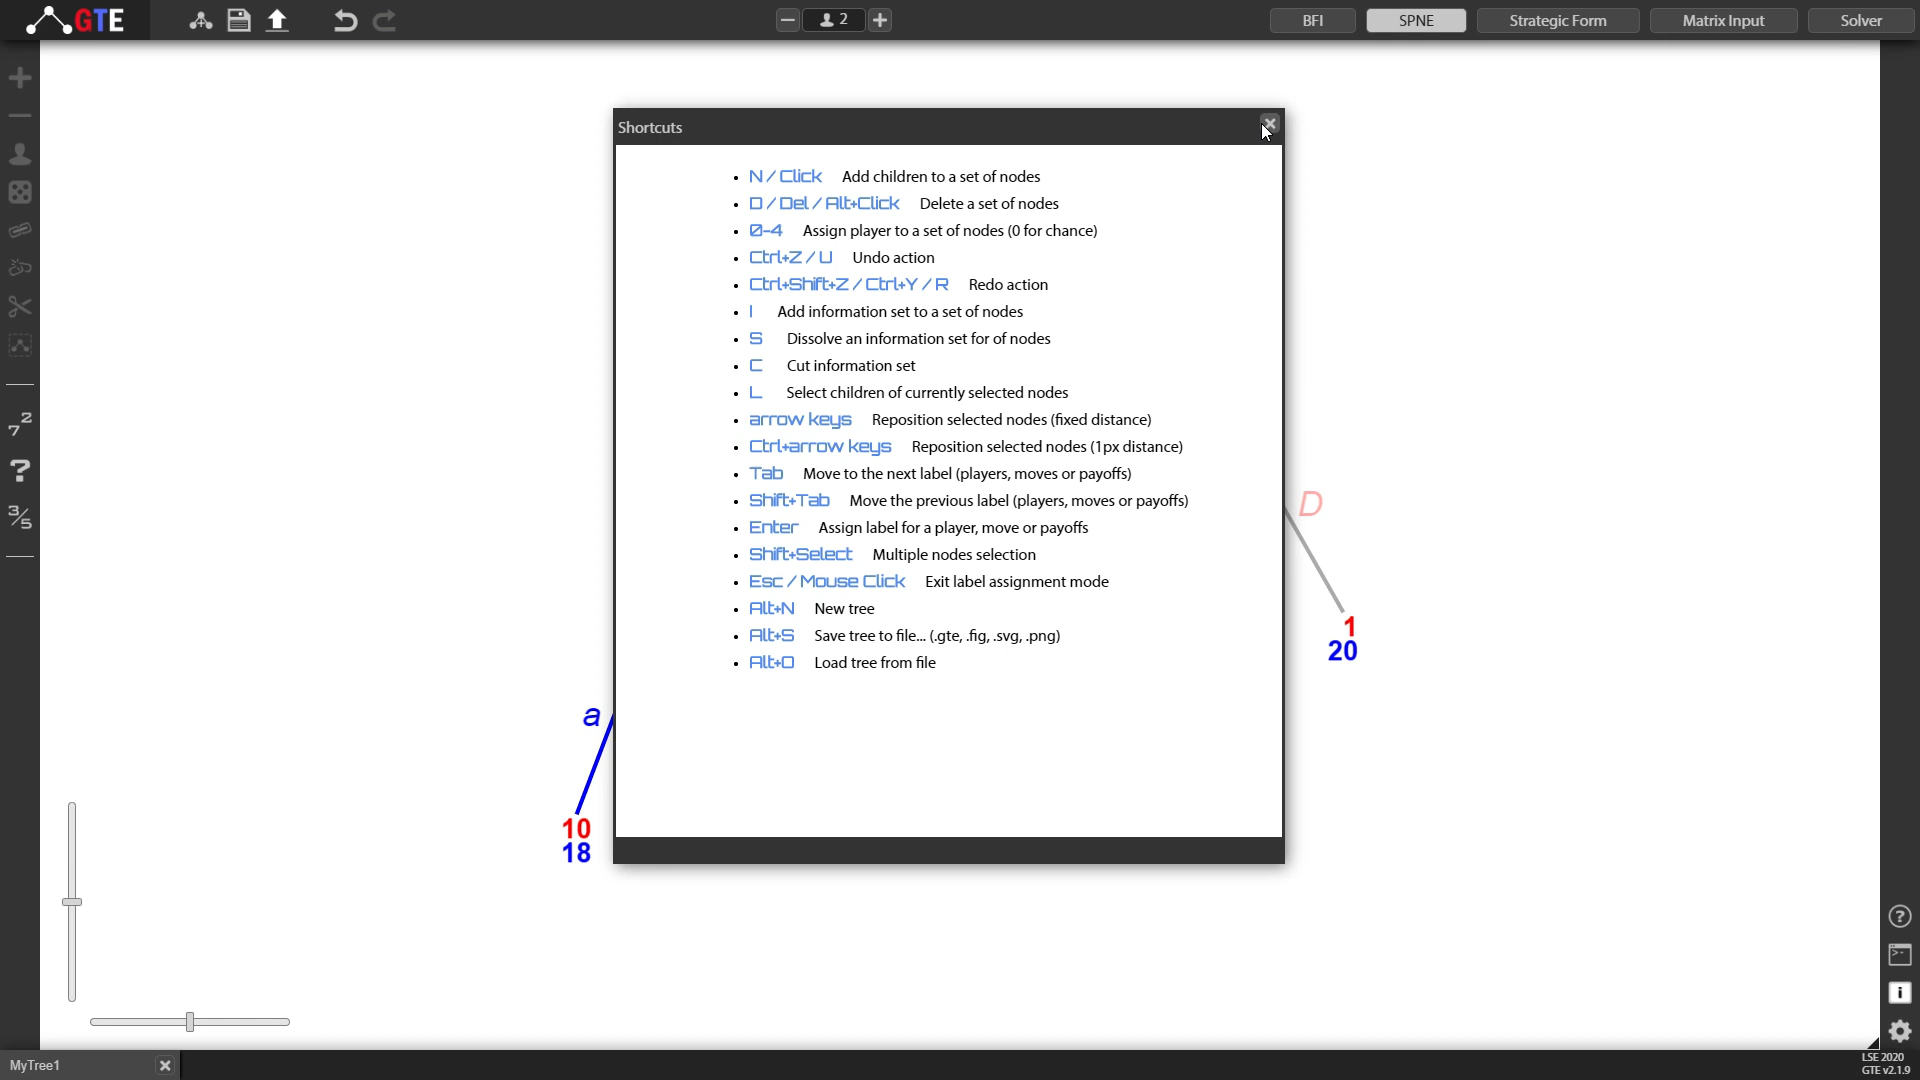 GTE
2
BFI
SPNE
Strategic Form
Matrix Input
Solver
Shortcuts
N / Click Add children to a set of nodes
D / Del / Alt+Click Delete a set of nodes
0-4 Assign player to a set of nodes (0 for chance)
Ctrl+Z / U Undo action
Ctrl+Shift+Z / Ctrl+Y / R Redo action
I Add information set to a set of nodes
S Dissolve an information set for of nodes
C Cut information set
L Select children of currently selected nodes
arrow keys Reposition selected nodes (fixed distance)
Ctrl+arrow keys Reposition selected nodes (1px distance)
Tab Move to the next label (players, moves or payoffs)
Shift+Tab Move the previous label (players, moves or payoffs)
Enter Assign label for a player, move or payoffs
Shift+Select Multiple nodes selection
Esc / Mouse Click Exit label assignment mode
Alt+N New tree
Alt+S Save tree to file... (.gte, .fig, .svg, .png)
Alt+O Load tree from file
D
1
20
a
10
18
7 2
?
3/5
MyTree1
LSE 2020
GTE v2.1.9